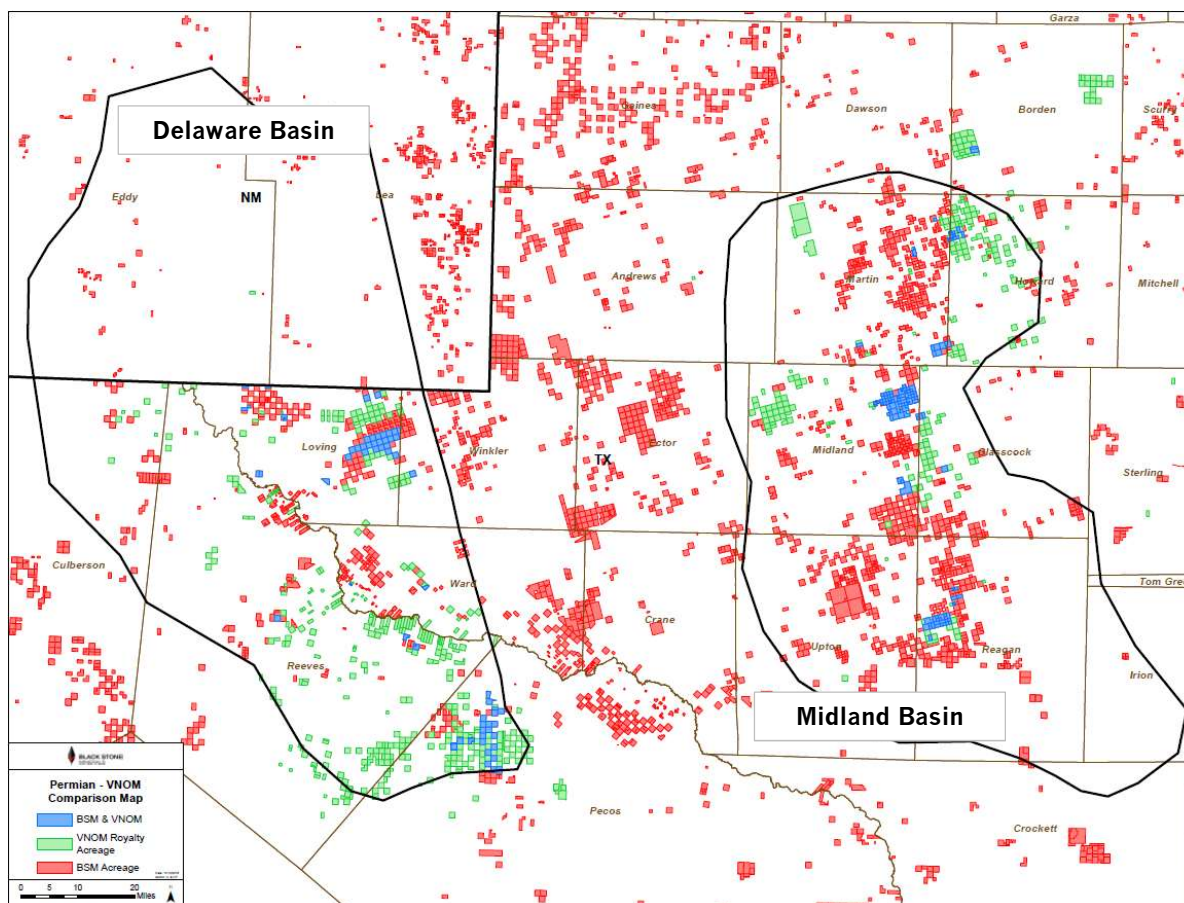 Garza
Gaines
Dawson
Borden
Scurry
Delaware Basin
Eddy
NM
Lea
Andrews
Martin
Howard
Mitchell
Loving
Winkler
TX
Ector
Midland
Glasscock
Sterling
Culberson
Ward
Crane
Tom Gree
Reeves
Upton
Reagan
Irion
Midland Basin
BLACK STONE
MINERALS
Permian - VNOM
Comparison Map
BSM & VNOM
VNOM Royalty
Acreage
BSM Acreage
0 5 10 20
Miles
Pecos
Crockett